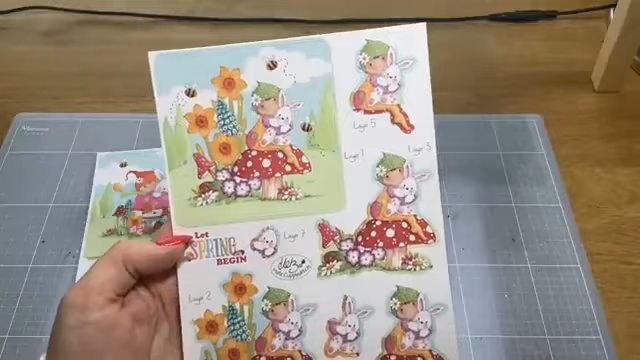 Layer 5
Layer 1
Layer 3
Let
SPRING
BEGIN
Layer 7
Layer 2